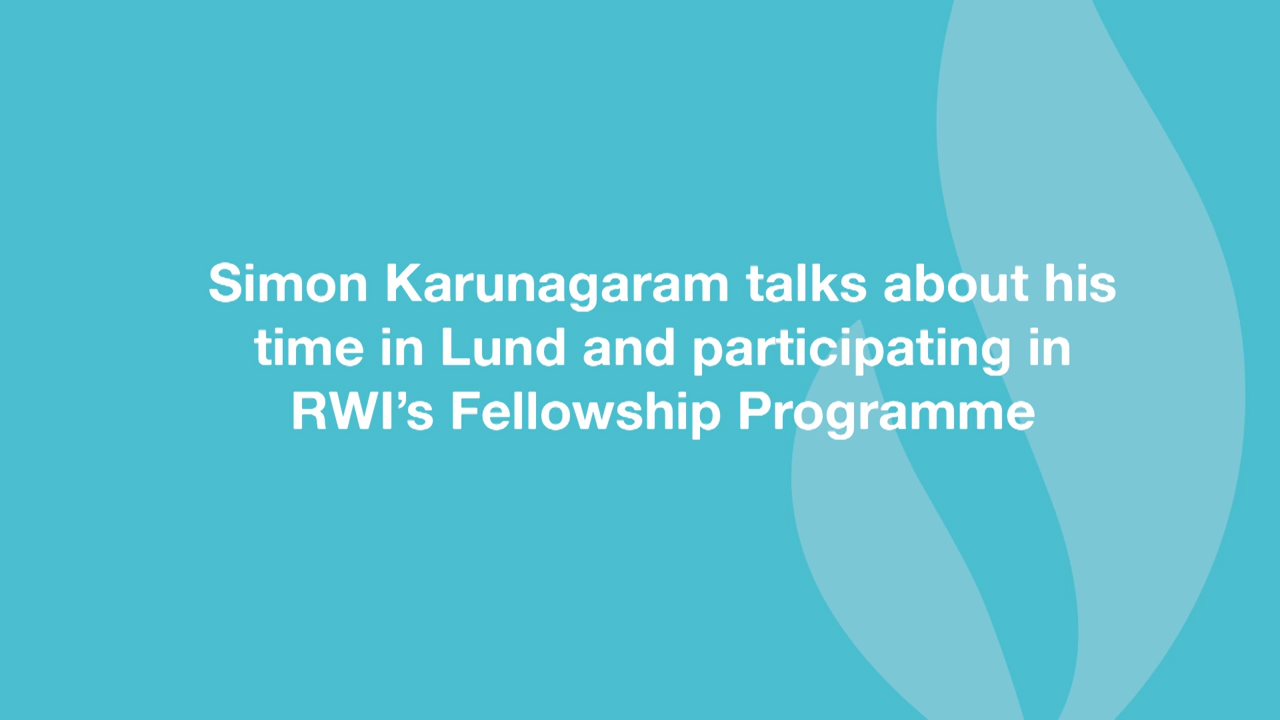 Simon Karunagaram talks about his
time in Lund and participating in
RWI’s Fellowship Programme